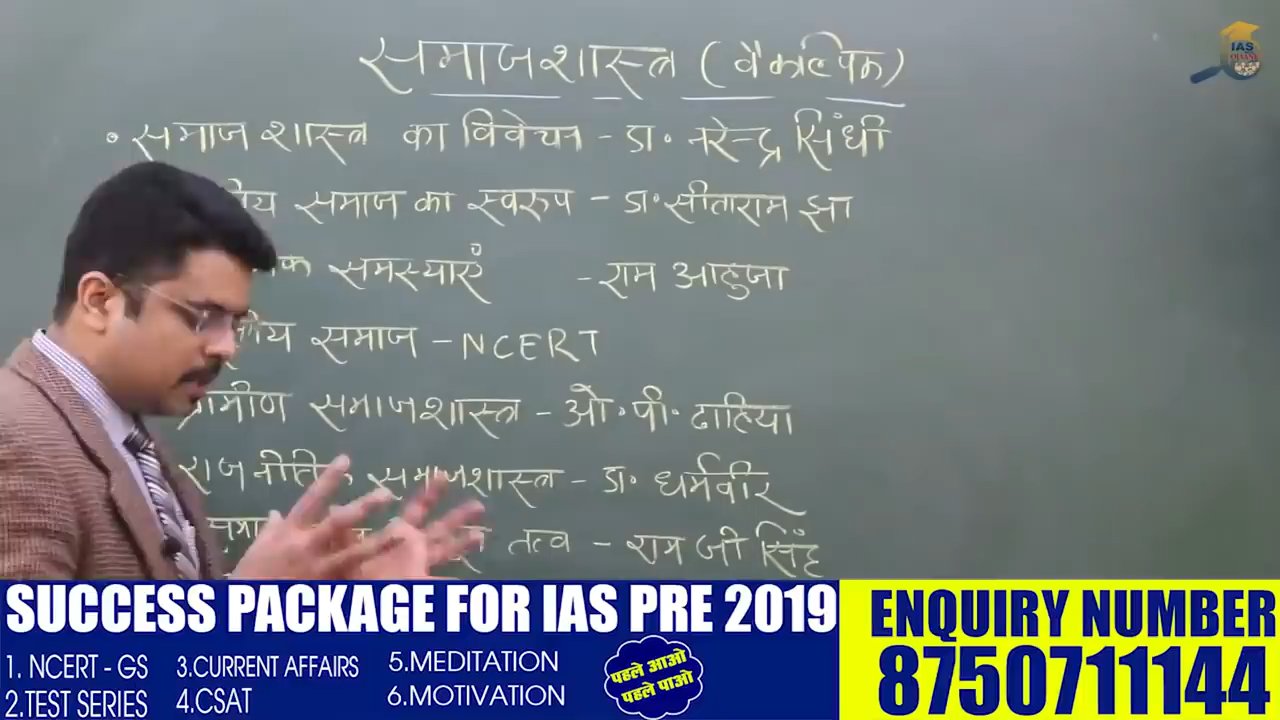 समाजशास्त्र (वैकल्पिक)
IAS
• समाज शास्त्र का विवेचन - डा. नरेन्द्र सिंघी
समाज का स्वरुप - डा. सीताराम झा
समस्याएं - राम आहुजा
समाज - NCERT
ग्रामीण समाजशास्त्र - ओ. पी. ढालिया
राजनीतिक समाजशास्त्र - डा. धर्मवीर
तत्व - राम जी सिंह
SUCCESS PACKAGE FOR IAS PRE 2019
1. NCERT - GS 3.CURRENT AFFAIRS 5.MEDITATION
2.TEST SERIES 4.CSAT 6.MOTIVATION
पहले आओ
पहले पाओ
ENQUIRY NUMBER
8750711144